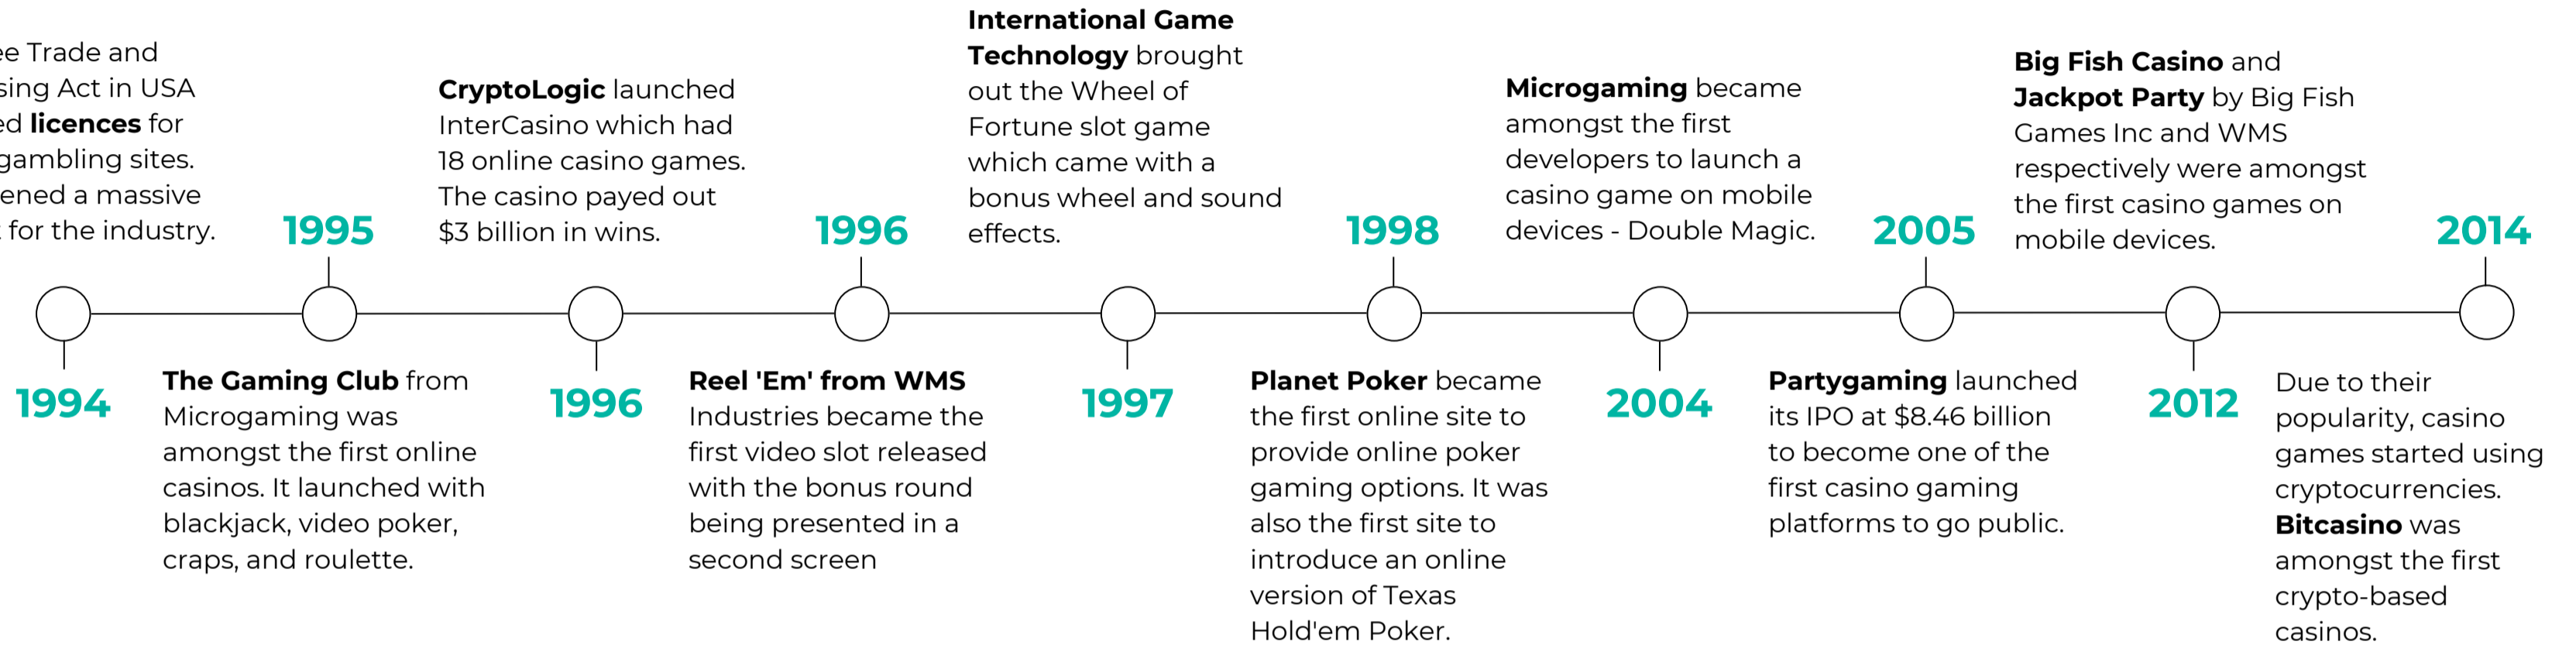 ee Trade and
sing Act in USA
ed licences for
gambling sites.
ened a massive
t for the industry.
1994
1995
The Gaming Club from
Microgaming was
amongst the first online
casinos. It launched with
blackjack, video poker,
craps, and roulette.
CryptoLogic launched
InterCasino which had
18 online casino games.
The casino payed out
$3 billion in wins.
1996
1996
Reel 'Em' from WMS
Industries became the
first video slot released
with the bonus round
being presented in a
second screen
International Game
Technology brought
out the Wheel of
Fortune slot game
which came with a
bonus wheel and sound
effects.
1997
1998
Planet Poker became
the first online site to
provide online poker
gaming options. It was
also the first site to
introduce an online
version of Texas
Hold'em Poker.
Microgaming became
amongst the first
developers to launch a
casino game on mobile
devices - Double Magic.
2004
2005
Partygaming launched
its IPO at $8.46 billion
to become one of the
first casino gaming
platforms to go public.
Big Fish Casino and
Jackpot Party by Big Fish
Games Inc and WMS
respectively were amongst
the first casino games on
mobile devices.
2012
2014
Due to their
popularity, casino
games started using
cryptocurrencies.
Bitcasino was
amongst the first
crypto-based
casinos.